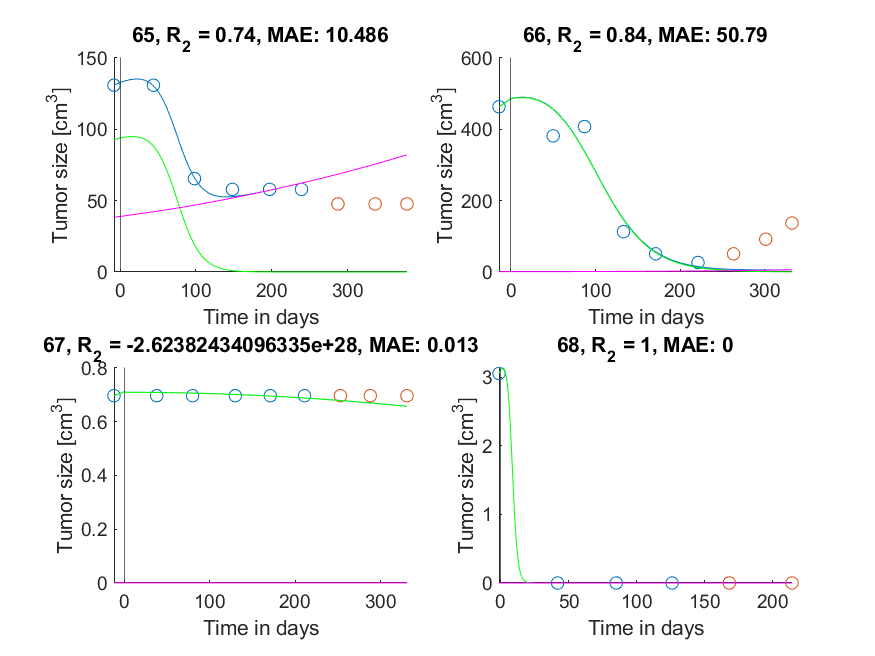 65, R2 = 0.74, MAE: 10.486
150
100
50
0
Tumor size [cm3]
0 100 200 300
Time in days
66, R2 = 0.84, MAE: 50.79
600
400
200
0
Tumor size [cm3]
0 100 200 300
Time in days
67, R2 = -2.62382434096335e+28, MAE: 0.013
0.8
0.6
0.4
0.2
0
Tumor size [cm3]
0 100 200 300
Time in days
68, R2 = 1, MAE: 0
3
2
1
0
Tumor size [cm3]
0 50 100 150 200
Time in days